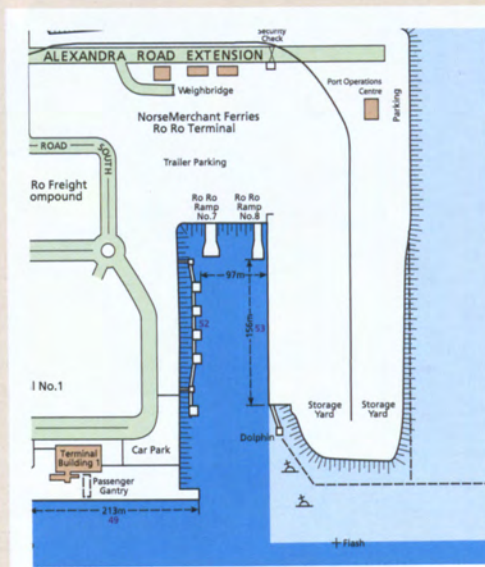 Security
Check
ALEXANDRA ROAD EXTENSION
Weighbridge
Port Operations
Centre
Parking
NorseMerchant Ferries
Ro Ro Terminal
ROAD
SOUTH
Trailer Parking
Ro Freight
ompound
Ro Ro
Ramp
No.7
Ro Ro
Ramp
No.8
97m
52
156m
53
l No.1
Storage
Yard
Storage
Yard
Dolphin
Car Park
Terminal
Building 1
Passenger
Gantry
213m
49
Flash